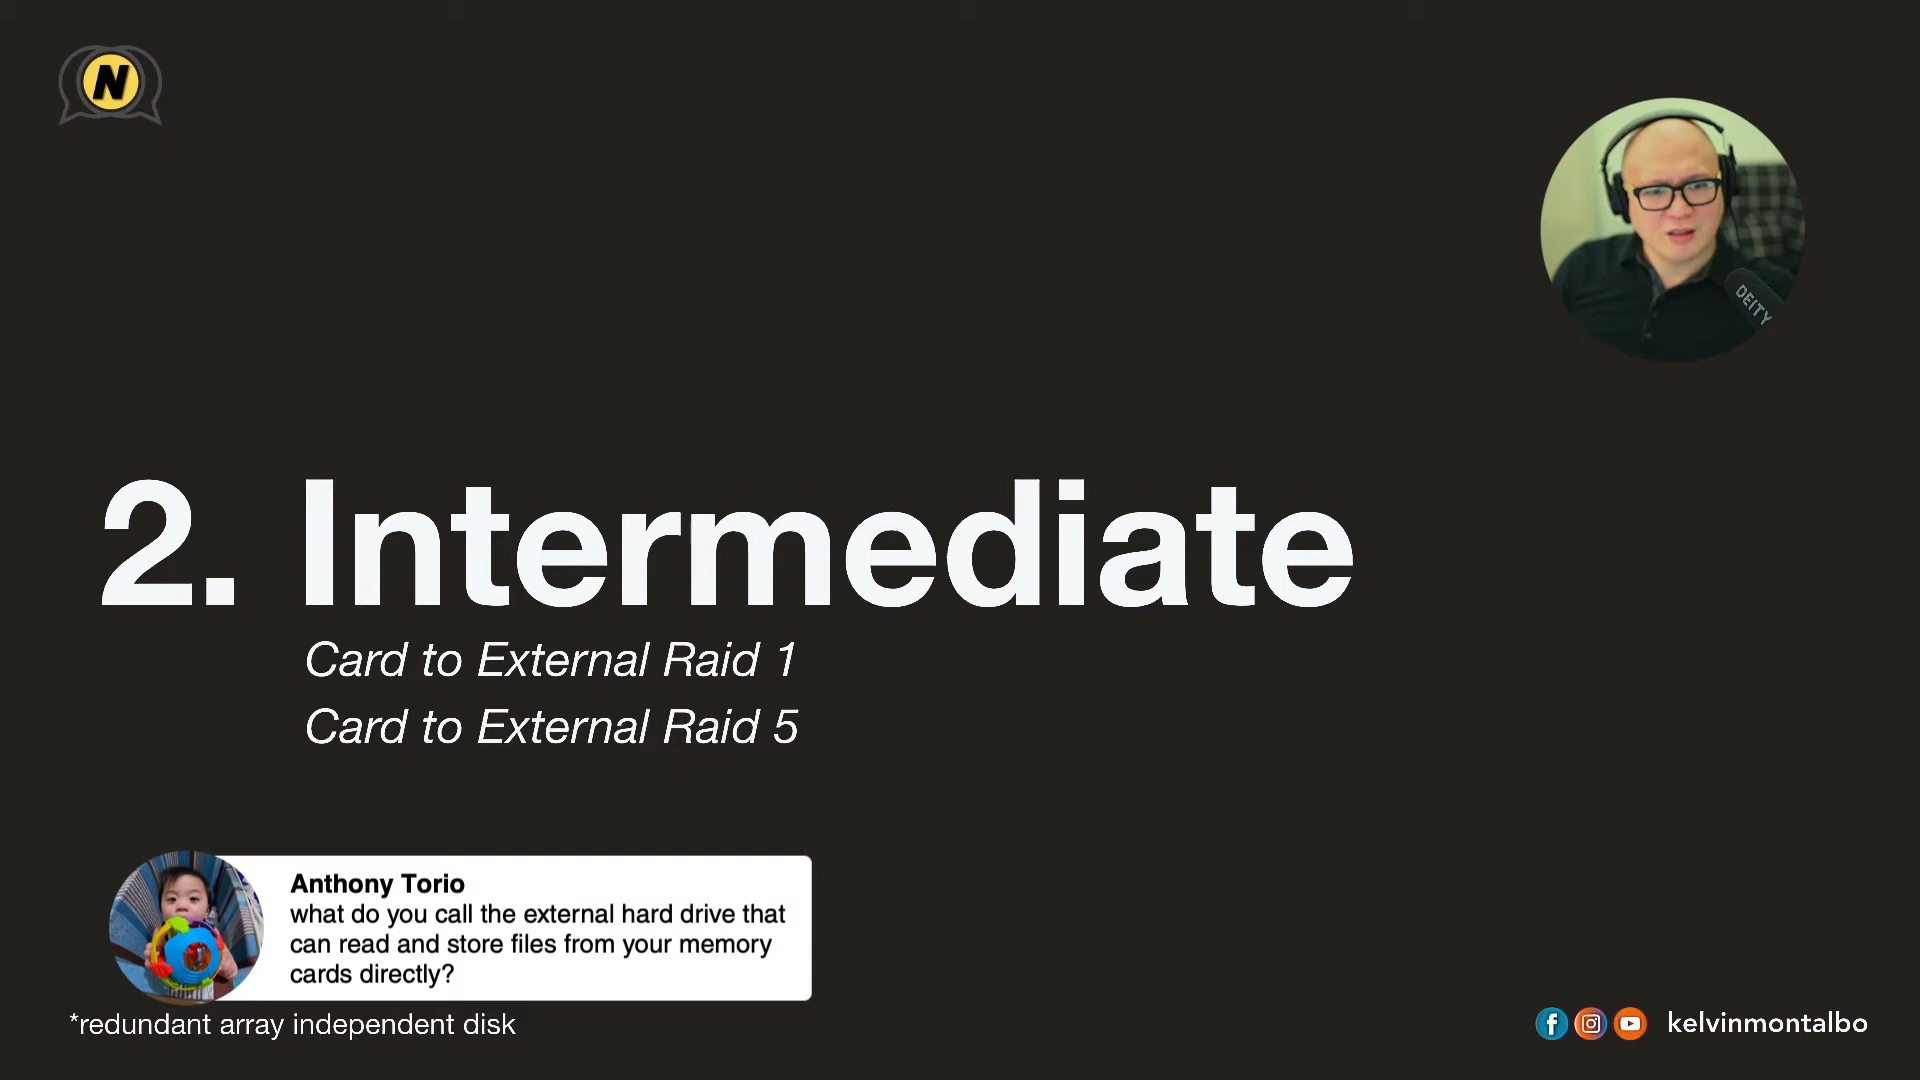 N
DEITY
2. Intermediate
Card to External Raid 1
Card to External Raid 5
Anthony Torio
what do you call the external hard drive that
can read and store files from your memory
cards directly?
*redundant array independent disk
kelvinmontalbo